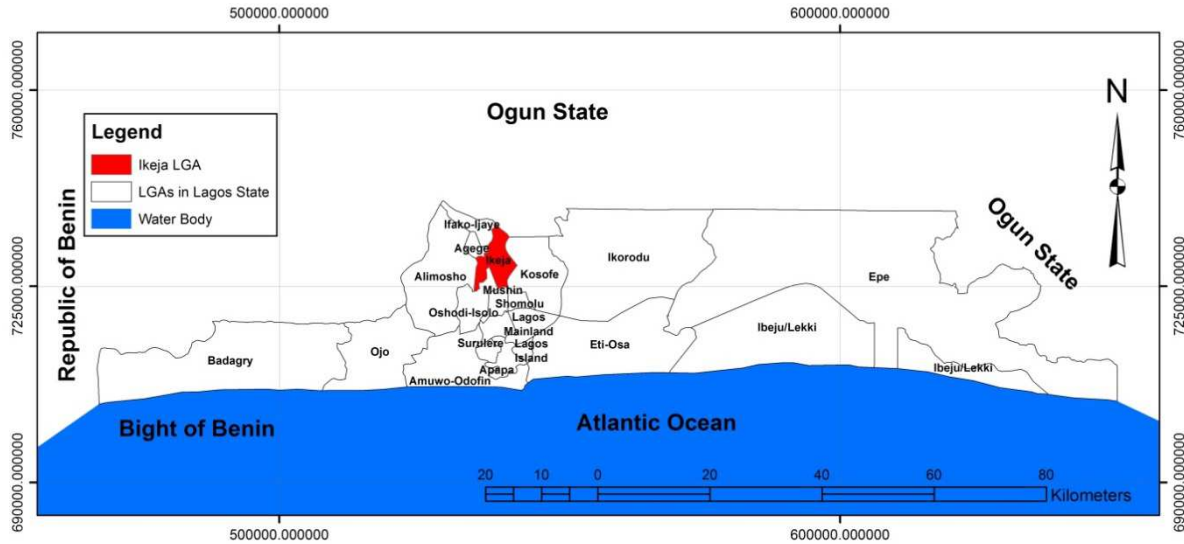 500000.000000
600000.000000
760000.000000
760000.000000
N
Ogun State
Legend
Ikeja LGA
LGAs in Lagos State
Water Body
Republic of Benin
Ogun State
Ifako-Ijaye
Agege
Ikeja
Ikorodu
Alimosho
Kosofe
Epe
725000.000000
725000.000000
Mushin
Shomolu
Oshodi-Isolo
Lagos
Mainland
Ibeju/Lekki
Surulere
Lagos
Island
Eti-Osa
Ojo
Badagry
Apapa
Ibeju/Lekki
Amuwo-Odofin
Bight of Benin
Atlantic Ocean
20 10 0 20 40 60 80
Kilometers
690000.000000
690000.000000
500000.000000
600000.000000